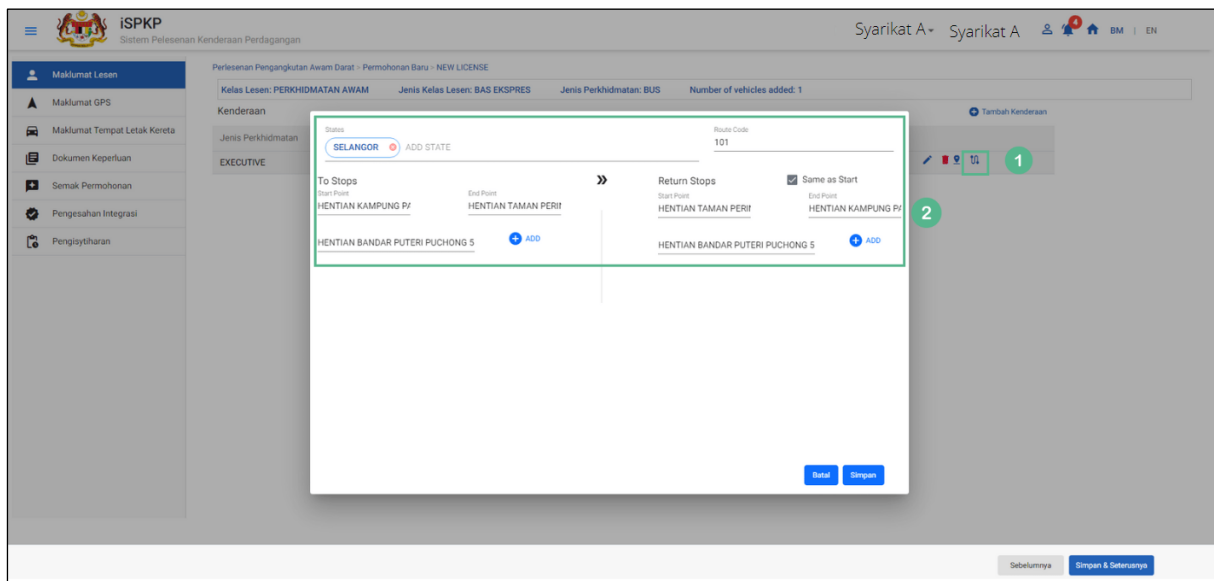 iSPKP
Sistem Pelesenan Kenderaan Perdagangan
Syarikat A Syarikat A 4 BM | EN
Maklumat Lesen
Maklumat GPS
Maklumat Tempat Letak Kereta
Dokumen Keperluan
Semak Permohonan
Pengesahan Integrasi
Pengisytiharan
Perlesenan Pengangkutan Awam Darat > Permohonan Baru > NEW LICENSE
Kelas Lesen: PERKHIDMATAN AWAM Jenis Kelas Lesen: BAS EKSPRES Jenis Perkhidmatan: BUS Number of vehicles added: 1
Kenderaan Tambah Kenderaan
Jenis Perkhidmatan
EXECUTIVE 1
States Route Code
SELANGOR ADD STATE 101
To Stops » Return Stops Same as Start
Start Point End Point Start Point End Point
HENTIAN KAMPUNG PA HENTIAN TAMAN PERI HENTIAN TAMAN PERI HENTIAN KAMPUNG PA 2
HENTIAN BANDAR PUTERI PUCHONG 5 ADD HENTIAN BANDAR PUTERI PUCHONG 5 ADD
Batal Simpan
Sebelumnya Simpan & Seterusnya